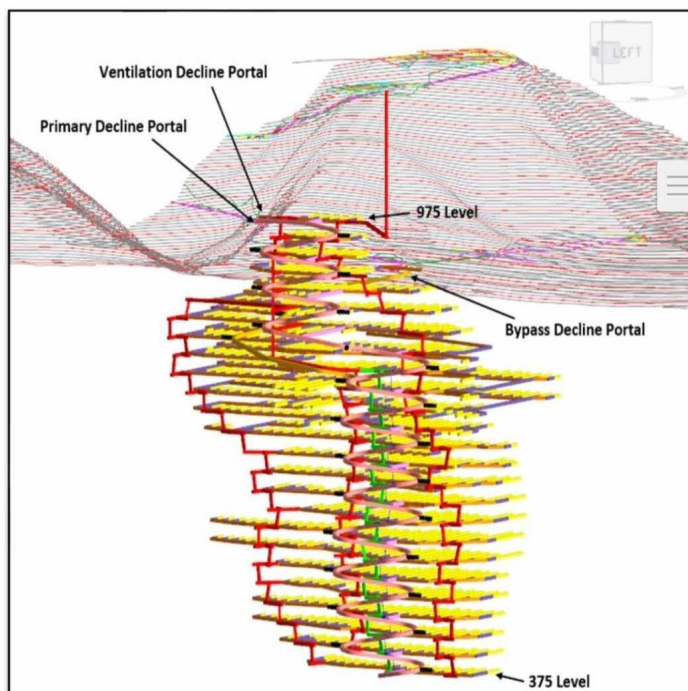 Ventilation Decline Portal
LEFT
Primary Decline Portal
975 Level
Bypass Decline Portal
375 Level